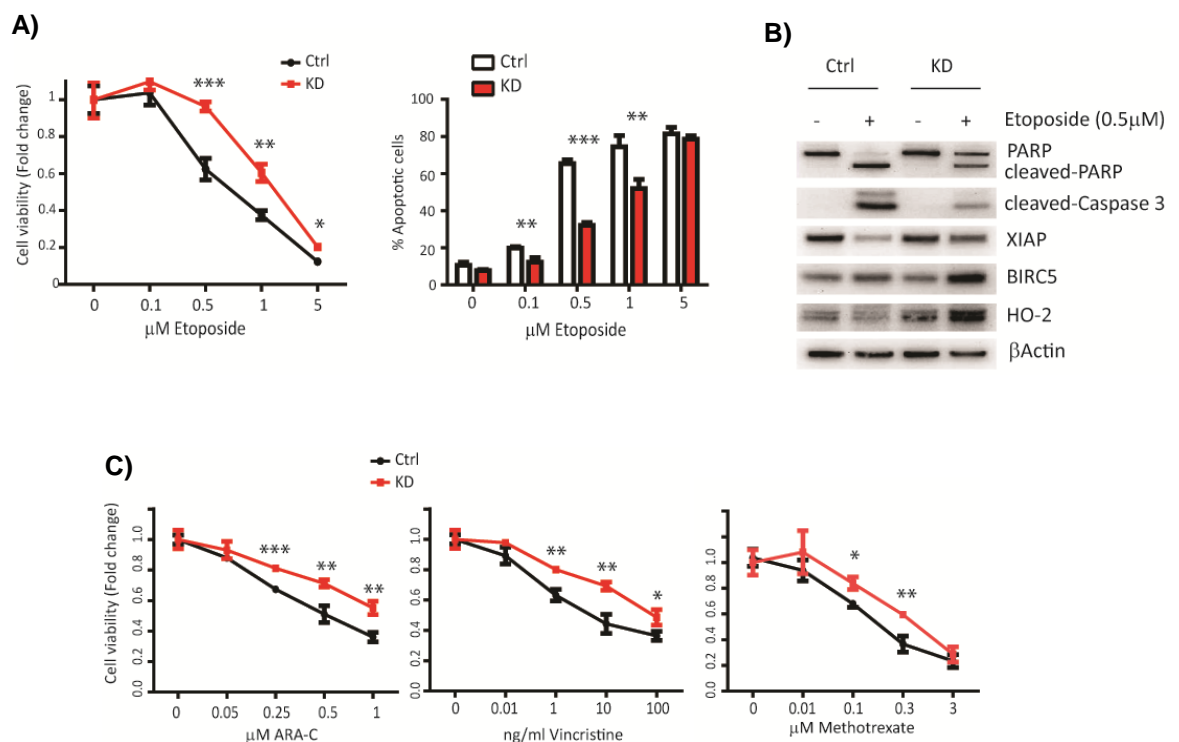 A)
Ctrl
KD
Cell viability (Fold change)
1
0.8
0.6
0.4
0.2
0
***
**
*
0 0.1 0.5 1 5
μM Etoposide
Ctrl
KD
% Apoptotic cells
100
80
60
40
20
0
**
***
**
0 0.1 0.5 1 5
μM Etoposide
B)
Ctrl KD
- + - + Etoposide (0.5μM)
PARP
cleaved-PARP
cleaved-Caspase 3
XIAP
BIRC5
HO-2
βActin
C)
Ctrl
KD
Cell viability (Fold change)
1.0
0.8
0.6
0.4
0.2
0.0
***
**
**
0 0.05 0.25 0.5 1
μM ARA-C
1.0
0.8
0.6
0.4
0.2
0.0
**
**
*
0 0.01 1 10 100
ng/ml Vincristine
1.0
0.8
0.6
0.4
0.2
0.0
*
**
0 0.01 0.1 0.3 3
μM Methotrexate